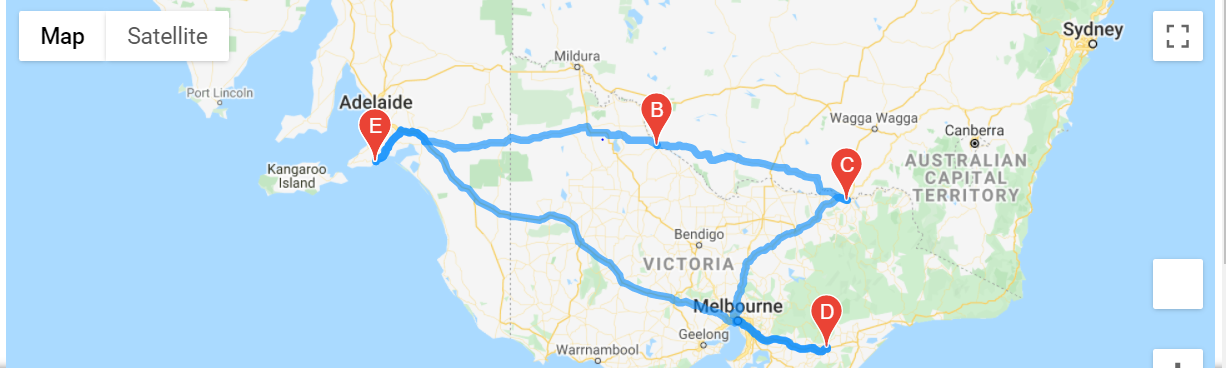 Map
Satellite
Sydney
Mildura
Port Lincoln
Adelaide
B
E
Wagga Wagga
Canberra
C
AUSTRALIAN
CAPITAL
TERRITORY
Kangaroo
Island
Bendigo
VICTORIA
Melbourne
D
Geelong
Warrnambool